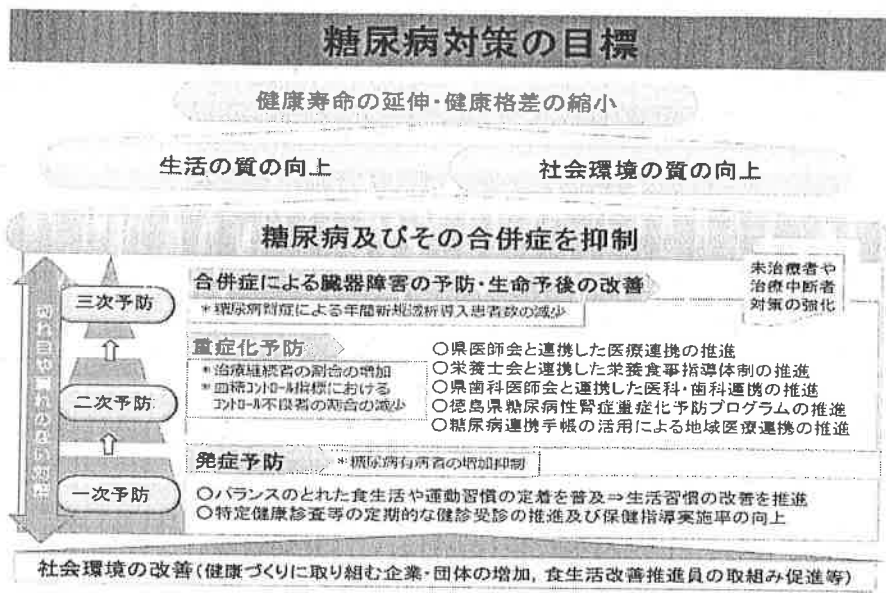 糖尿病対策の目標
健康寿命の延伸・健康格差の縮小
生活の質の向上
社会環境の質の向上
糖尿病及びその合併症を抑制
切れ目や漏れのない対策
三次予防
合併症による臓器障害の予防・生命予後の改善
*糖尿病腎症による年間新規透析導入患者数の減少
未治療者や
治療中断者
対策の強化
二次予防
重症化予防
*治療継続者の割合の増加
*血糖コントロール指標における
コントロール不良者の割合の減少
○県医師会と連携した医療連携の推進
○栄養士会と連携した栄養食事指導体制の推進
○県歯科医師会と連携した医科・歯科連携の推進
○徳島県糖尿病性腎症重症化予防プログラムの推進
○糖尿病連携手帳の活用による地域医療連携の推進
一次予防
発症予防
*糖尿病有病者の増加抑制
○バランスのとれた食生活や運動習慣の定着を普及⇒生活習慣の改善を推進
○特定健康診査等の定期的な健診受診の推進及び保健指導実施率の向上
社会環境の改善(健康づくりに取り組む企業・団体の増加, 食生活改善推進員の取組み促進等)